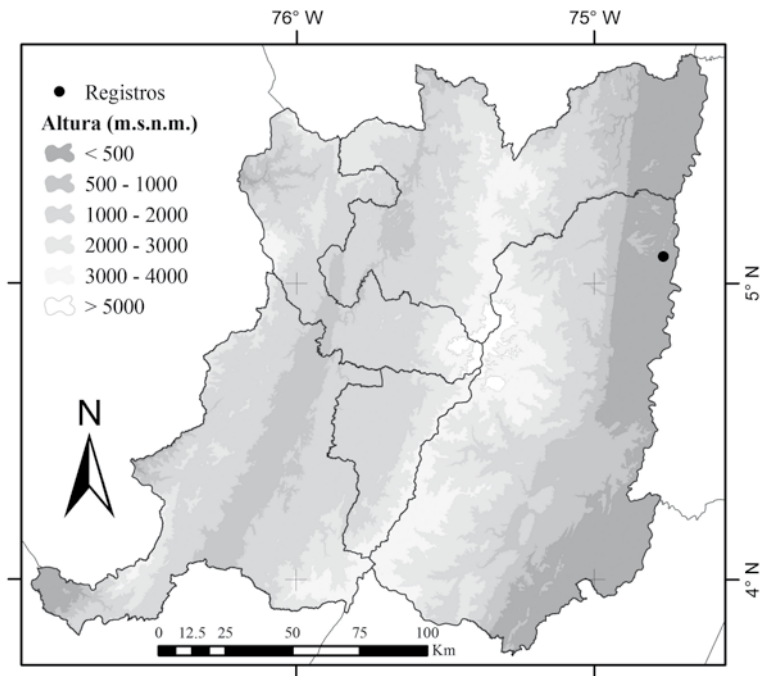 76° W
75° W
Registros
Altura (m.s.n.m.)
< 500
500 - 1000
1000 - 2000
2000 - 3000
3000 - 4000
> 5000
5° N
N
4° N
0 12.5 25 50 75 100
Km